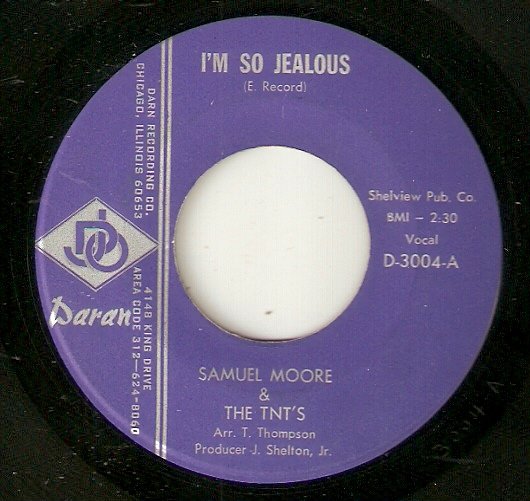 I'M SO JEALOUS
(E. Record)
DARN RECORDING CO.
CHICAGO, ILLINOIS 60653
Shelview Pub. Co.
BMI - 2:30
Vocal
D-3004-A
Daran
4148 KING DRIVE
AREA CODE 312-624-8060
SAMUEL MOORE
&
THE TNT'S
Arr. T. Thompson
Producer J. Shelton, Jr.